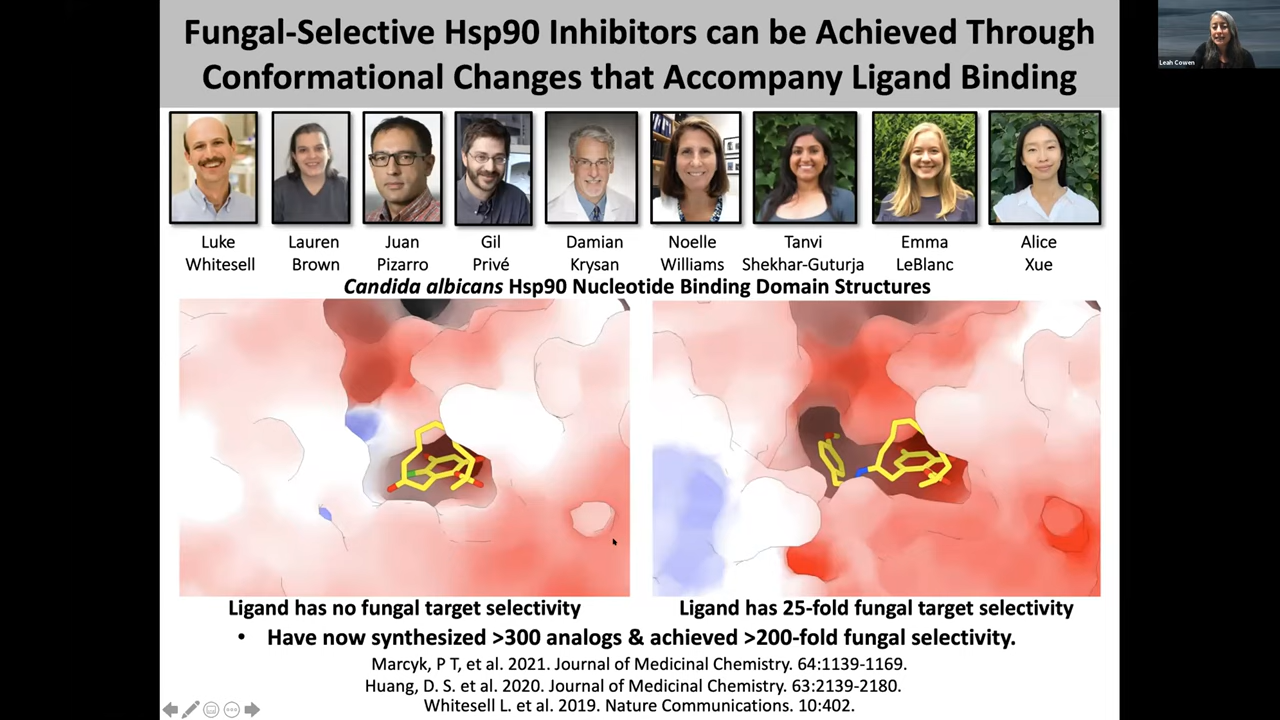 Fungal-Selective Hsp90 Inhibitors can be Achieved Through
Conformational Changes that Accompany Ligand Binding
Leah Cowen
Luke Whitesell
Lauren Brown
Juan Pizarro
Gil Privé
Damian Krysan
Noelle Williams
Tanvi Shekhar-Guturja
Emma LeBlanc
Alice Xue
Candida albicans Hsp90 Nucleotide Binding Domain Structures
Ligand has no fungal target selectivity
Ligand has 25-fold fungal target selectivity
• Have now synthesized >300 analogs & achieved >200-fold fungal selectivity.
Marcyk, P T, et al. 2021. Journal of Medicinal Chemistry. 64:1139-1169.
Huang, D. S. et al. 2020. Journal of Medicinal Chemistry. 63:2139-2180.
Whitesell L. et al. 2019. Nature Communications. 10:402.